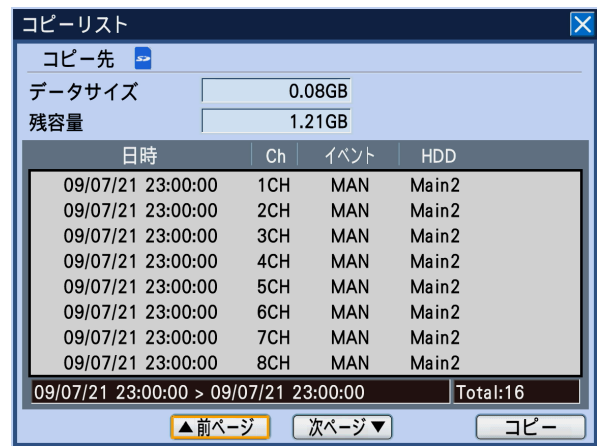 コピーリスト
コピー先 SD
データサイズ 0.08GB
残容量 1.21GB
日時 Ch イベント HDD
09/07/21 23:00:00 1CH MAN Main2
09/07/21 23:00:00 2CH MAN Main2
09/07/21 23:00:00 3CH MAN Main2
09/07/21 23:00:00 4CH MAN Main2
09/07/21 23:00:00 5CH MAN Main2
09/07/21 23:00:00 6CH MAN Main2
09/07/21 23:00:00 7CH MAN Main2
09/07/21 23:00:00 8CH MAN Main2
09/07/21 23:00:00 > 09/07/21 23:00:00 Total:16
▲前ページ 次ページ▼ コピー